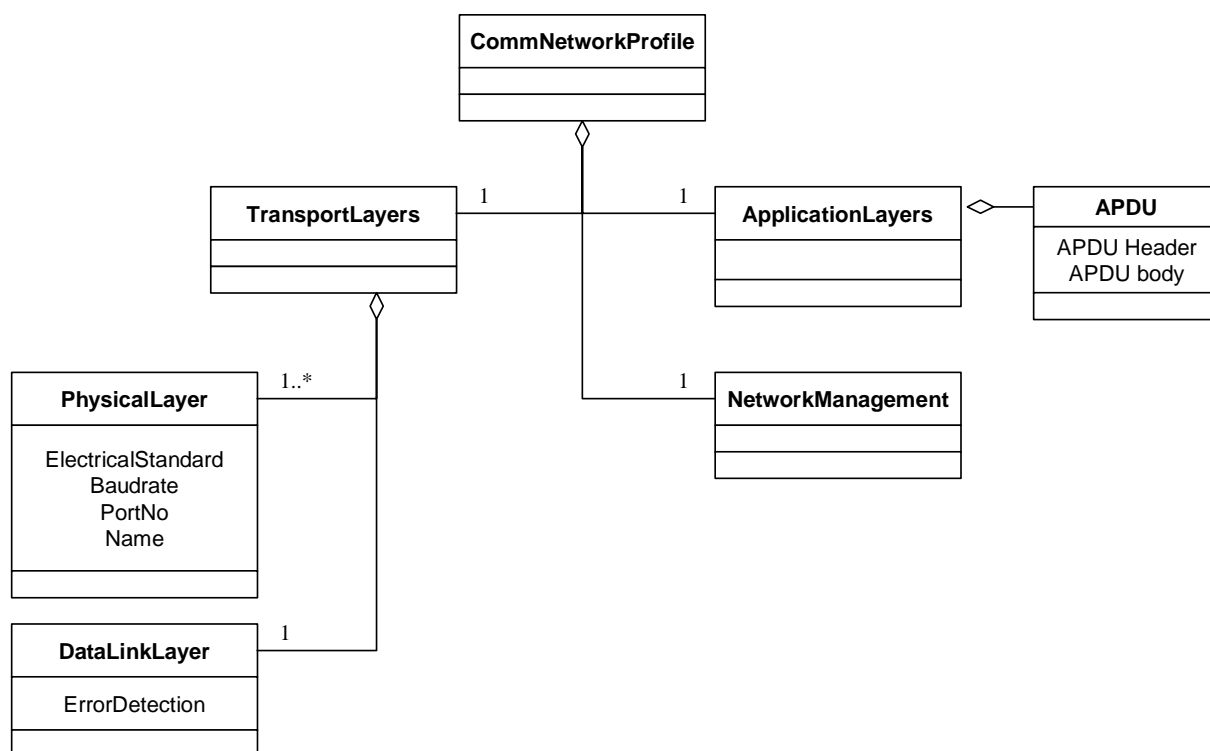 CommNetworkProfile
1
1
TransportLayers
ApplicationLayers
APDU
APDU Header
APDU body
1..*
1
PhysicalLayer
NetworkManagement
ElectricalStandard
Baudrate
PortNo
Name
1
DataLinkLayer
ErrorDetection